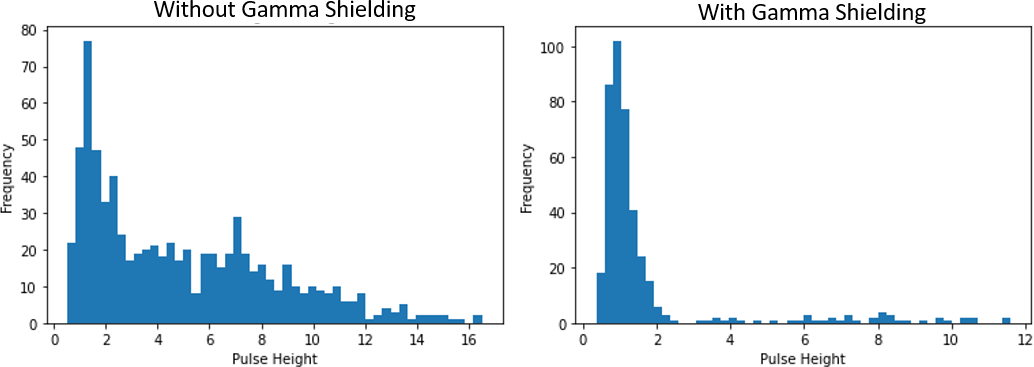 Without Gamma Shielding
80
70
60
50
40
30
20
10
0
Frequency
0 2 4 6 8 10 12 14 16
Pulse Height
With Gamma Shielding
100
80
60
40
20
0
Frequency
0 2 4 6 8 10 12
Pulse Height